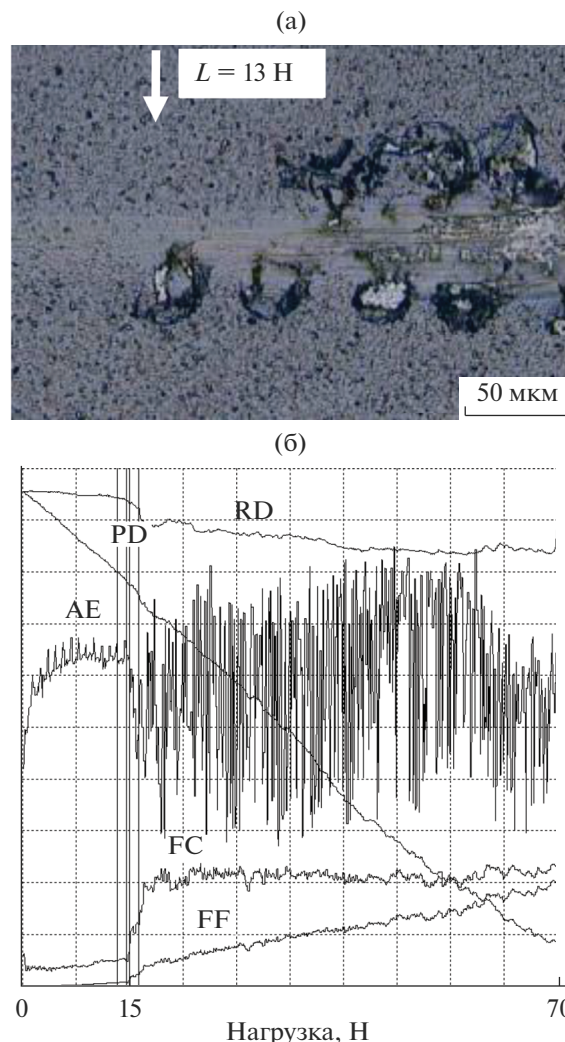 (а)
L = 13 Н
50 мкм
(б)
RD
PD
AE
FC
FF
0 15 70
Нагрузка, Н